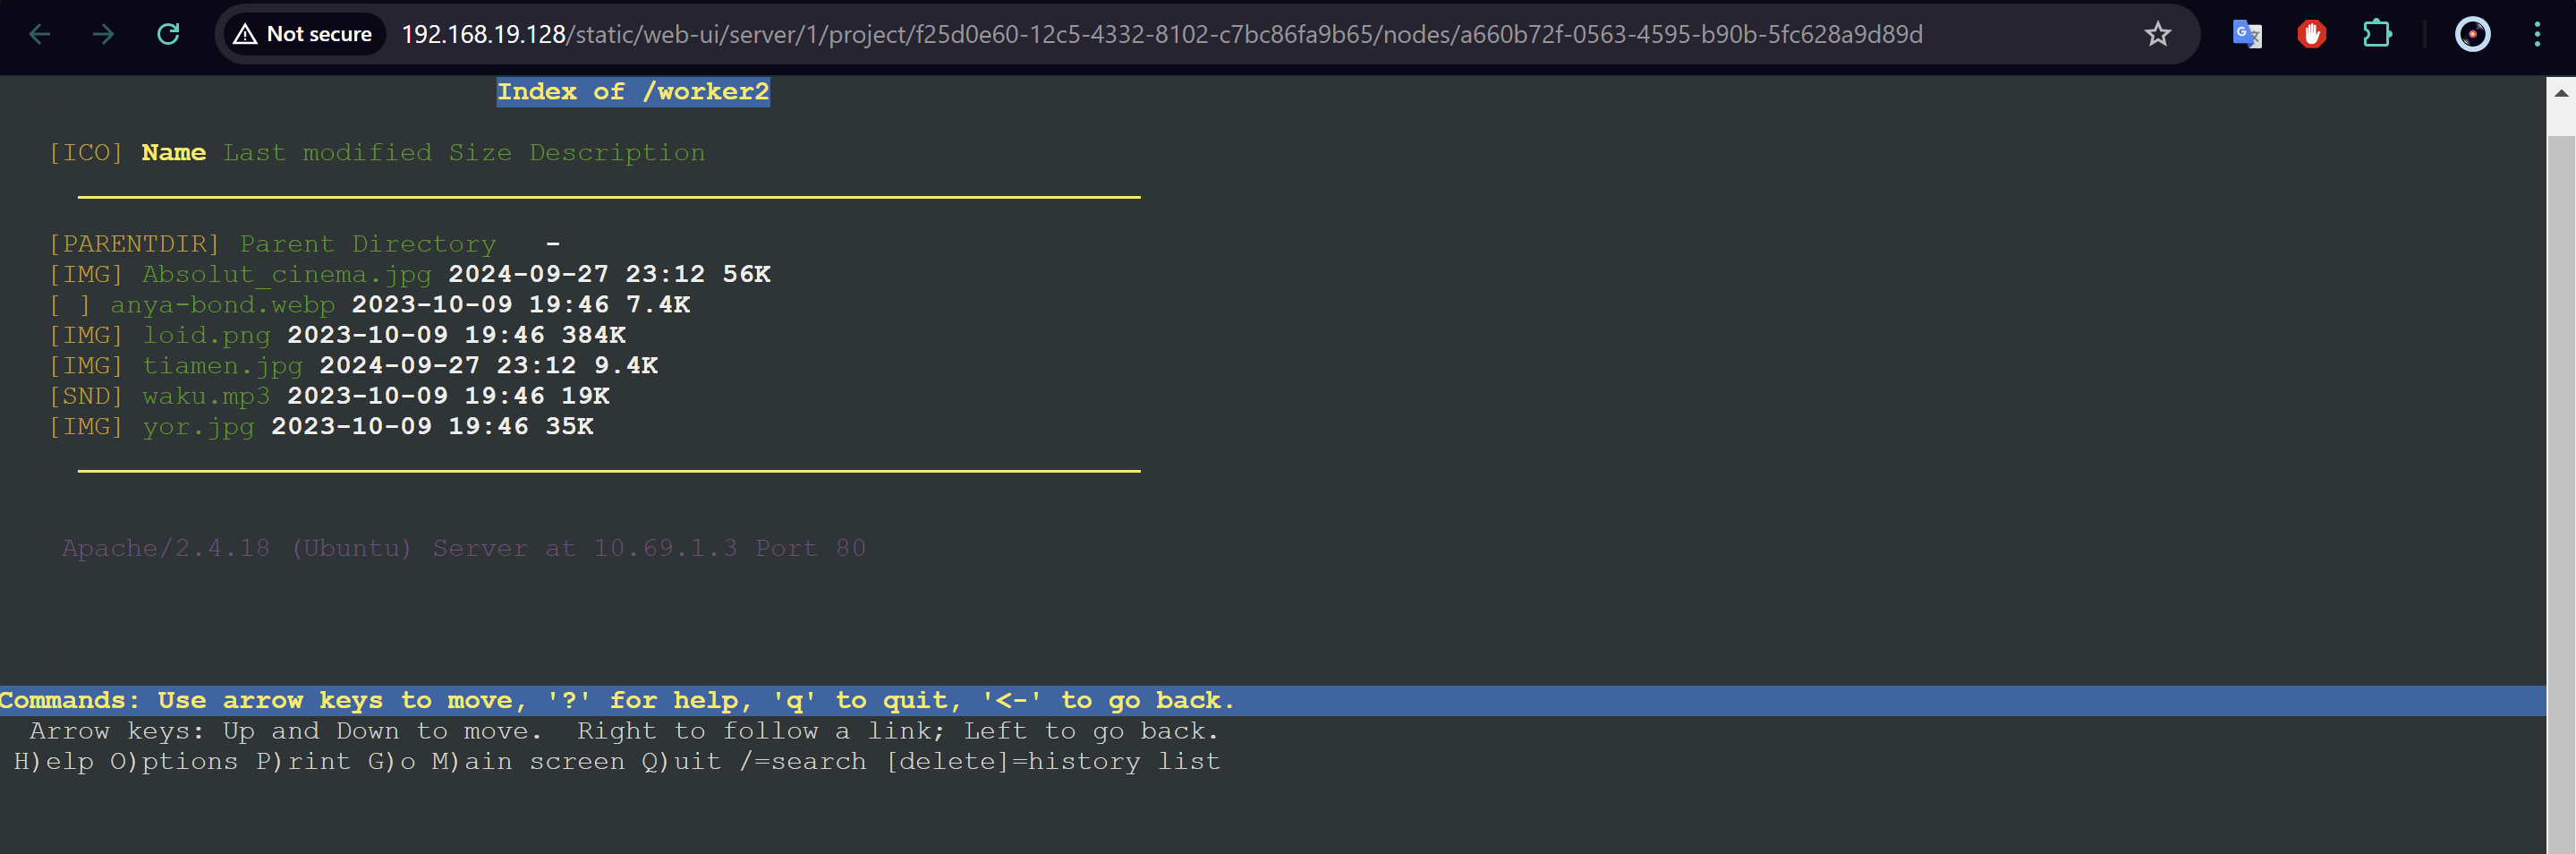 Not secure 192.168.19.128/static/web-ui/server/1/project/f25d0e60-12c5-4332-8102-c7bc86fa9b65/nodes/a660b72f-0563-4595-b90b-5fc628a9d89d
Index of /worker2
[ICO] Name Last modified Size Description
[PARENTDIR] Parent Directory -
[IMG] Absolut_cinema.jpg 2024-09-27 23:12 56K
[ ] anya-bond.webp 2023-10-09 19:46 7.4K
[IMG] loid.png 2023-10-09 19:46 384K
[IMG] tiamen.jpg 2024-09-27 23:12 9.4K
[SND] waku.mp3 2023-10-09 19:46 19K
[IMG] yor.jpg 2023-10-09 19:46 35K
Apache/2.4.18 (Ubuntu) Server at 10.69.1.3 Port 80
Commands: Use arrow keys to move, '?' for help, 'q' to quit, '<-' to go back.
Arrow keys: Up and Down to move. Right to follow a link; Left to go back.
H)elp O)ptions P)rint G)o M)ain screen Q)uit /=search [delete]=history list